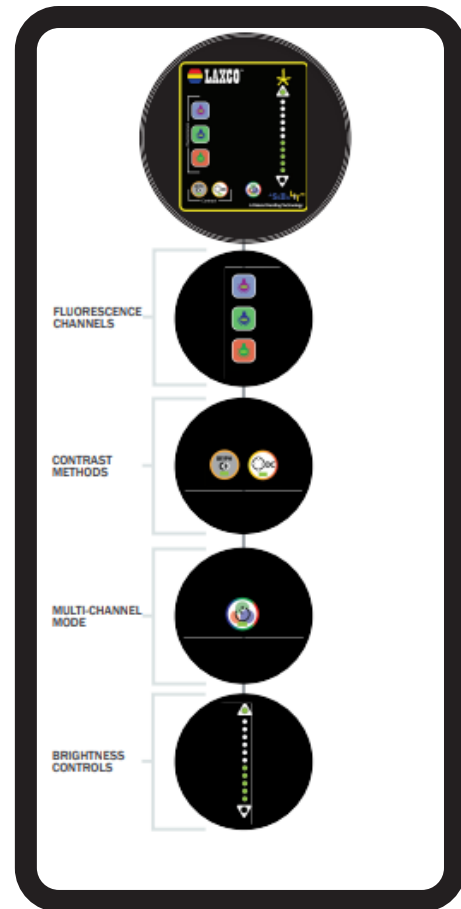 LAXCO
FLUORESCENCE
CHANNELS
CONTRAST
METHODS
MULTI-CHANNEL
MODE
BRIGHTNESS
CONTROLS